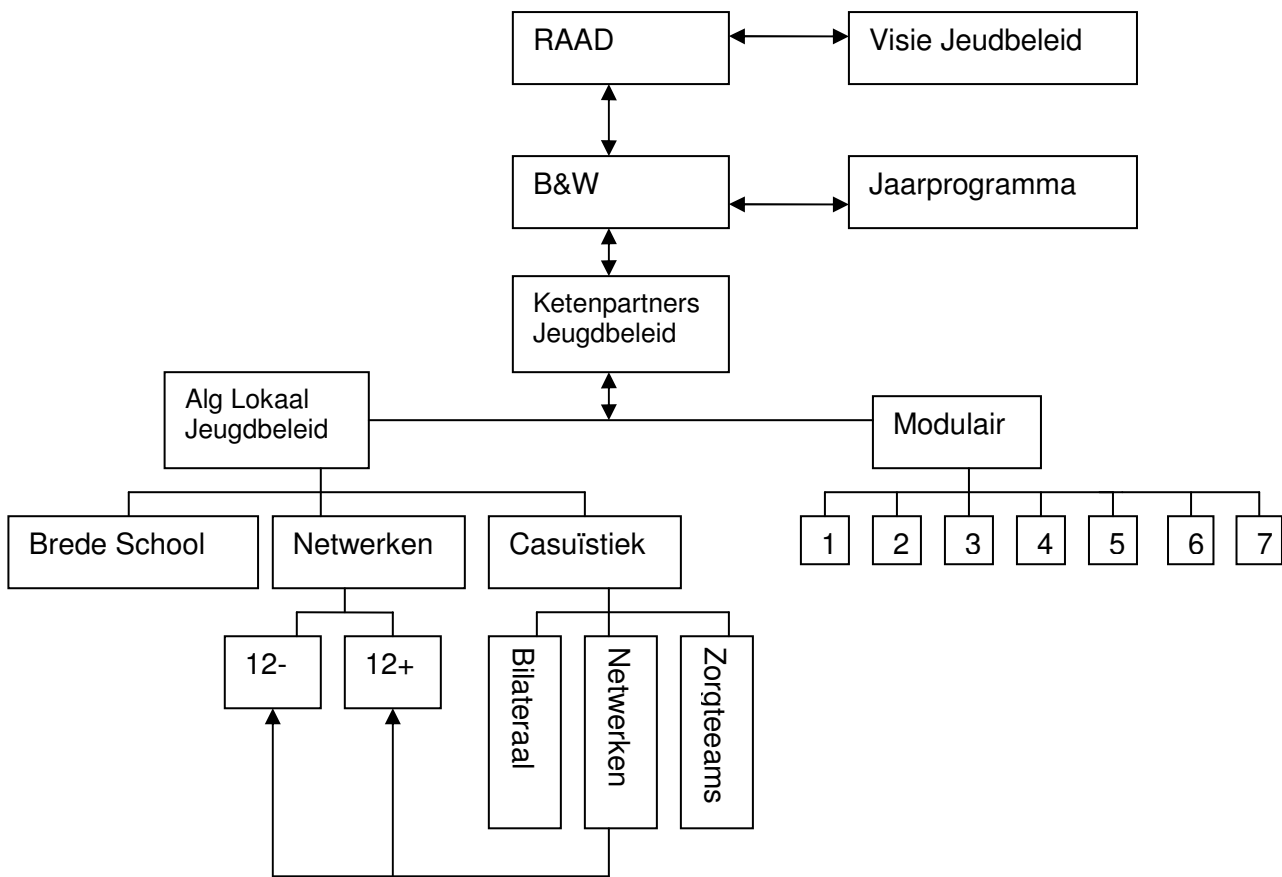 RAAD
Visie Jeudbeleid
B&W
Jaarprogramma
Ketenpartners
Jeugdbeleid
Alg Lokaal
Jeugdbeleid
Modulair
Brede School
Netwerken
Casuïstiek
1
2
3
4
5
6
7
12-
12+
Bilateraal
Netwerken
Zorgteeams